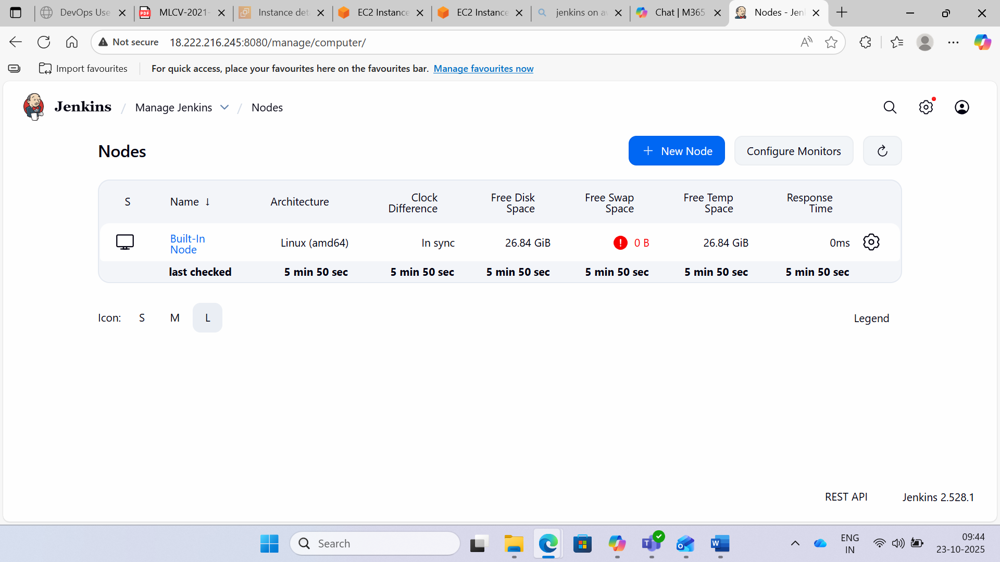 DevOps Use
MLCV-2021-
Instance deta
EC2 Instance
EC2 Instance
jenkins on aw
Chat | M365
Nodes - Jenk
Not secure 18.222.216.245:8080/manage/computer/
Import favourites For quick access, place your favourites here on the favourites bar. Manage favourites now
Jenkins / Manage Jenkins / Nodes
Nodes
+ New Node
Configure Monitors
S Name ↓ Architecture Clock Difference Free Disk Space Free Swap Space Free Temp Space Response Time
Built-In Node Linux (amd64) In sync 26.84 GiB 0 B 26.84 GiB 0ms
last checked 5 min 50 sec 5 min 50 sec 5 min 50 sec 5 min 50 sec 5 min 50 sec 5 min 50 sec
Icon: S M L
Legend
REST API Jenkins 2.528.1
Search
ENG
IN
09:44
23-10-2025